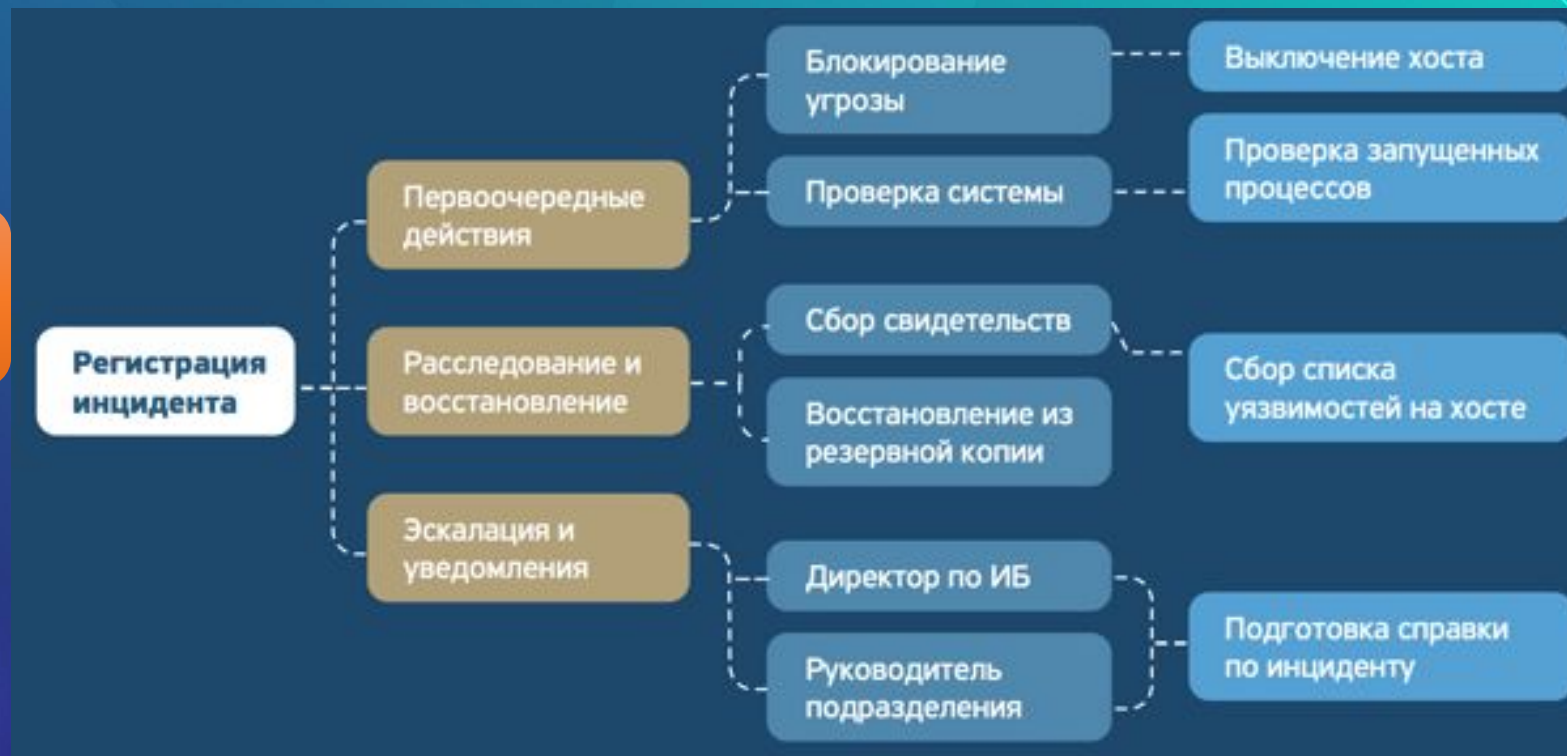 Регистрация
инцидента
Первоочередные
действия
Расследование и
восстановление
Эскалация и
уведомления
Блокирование
угрозы
Проверка системы
Сбор свидетельств
Восстановление из
резервной копии
Директор по ИБ
Руководитель
подразделения
Выключение хоста
Проверка запущенных
процессов
Сбор списка
уязвимостей на хосте
Подготовка справки
по инциденту